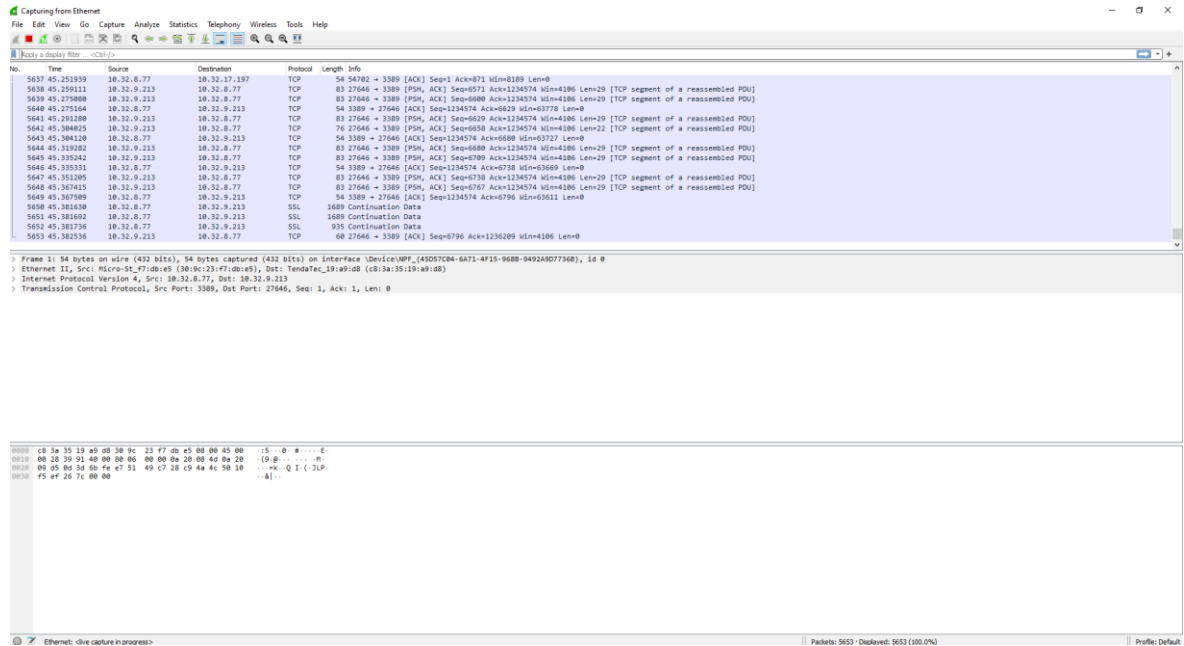 Capturing from Ethernet
File Edit View Go Capture Analyze Statistics Telephony Wireless Tools Help
Apply a display filter ... <Ctrl-/>
No. Time Source Destination Protocol Length Info
5637 45.251939 10.32.8.77 10.32.17.197 TCP 54 54702 → 3389 [ACK] Seq=1 Ack=871 Win=8189 Len=0
5638 45.259111 10.32.9.213 10.32.8.77 TCP 83 27646 → 3389 [PSH, ACK] Seq=6571 Ack=1234574 Win=4106 Len=29 [TCP segment of a reassembled PDU]
5639 45.275080 10.32.9.213 10.32.8.77 TCP 83 27646 → 3389 [PSH, ACK] Seq=6600 Ack=1234574 Win=4106 Len=29 [TCP segment of a reassembled PDU]
5640 45.275164 10.32.8.77 10.32.9.213 TCP 54 3389 → 27646 [ACK] Seq=1234574 Ack=6629 Win=63778 Len=0
5641 45.291280 10.32.9.213 10.32.8.77 TCP 83 27646 → 3389 [PSH, ACK] Seq=6629 Ack=1234574 Win=4106 Len=29 [TCP segment of a reassembled PDU]
5642 45.304025 10.32.9.213 10.32.8.77 TCP 76 27646 → 3389 [PSH, ACK] Seq=6658 Ack=1234574 Win=4106 Len=22 [TCP segment of a reassembled PDU]
5643 45.304120 10.32.8.77 10.32.9.213 TCP 54 3389 → 27646 [ACK] Seq=1234574 Ack=6680 Win=63727 Len=0
5644 45.319282 10.32.9.213 10.32.8.77 TCP 83 27646 → 3389 [PSH, ACK] Seq=6680 Ack=1234574 Win=4106 Len=29 [TCP segment of a reassembled PDU]
5645 45.335242 10.32.9.213 10.32.8.77 TCP 83 27646 → 3389 [PSH, ACK] Seq=6709 Ack=1234574 Win=4106 Len=29 [TCP segment of a reassembled PDU]
5646 45.335331 10.32.8.77 10.32.9.213 TCP 54 3389 → 27646 [ACK] Seq=1234574 Ack=6738 Win=63669 Len=0
5647 45.351205 10.32.9.213 10.32.8.77 TCP 83 27646 → 3389 [PSH, ACK] Seq=6738 Ack=1234574 Win=4106 Len=29 [TCP segment of a reassembled PDU]
5648 45.367415 10.32.9.213 10.32.8.77 TCP 83 27646 → 3389 [PSH, ACK] Seq=6767 Ack=1234574 Win=4106 Len=29 [TCP segment of a reassembled PDU]
5649 45.367509 10.32.8.77 10.32.9.213 TCP 54 3389 → 27646 [ACK] Seq=1234574 Ack=6796 Win=63611 Len=0
5650 45.381630 10.32.8.77 10.32.9.213 SSL 1689 Continuation Data
5651 45.381692 10.32.8.77 10.32.9.213 SSL 1689 Continuation Data
5652 45.381736 10.32.8.77 10.32.9.213 SSL 935 Continuation Data
5653 45.382536 10.32.9.213 10.32.8.77 TCP 60 27646 → 3389 [ACK] Seq=6796 Ack=1236209 Win=4106 Len=0
> Frame 1: 54 bytes on wire (432 bits), 54 bytes captured (432 bits) on interface \Device\NPF_{45D57C04-6A71-4F15-96BB-9492A9D7736B}, id 0
> Ethernet II, Src: Micro-St_f7:db:e5 (30:9c:23:f7:db:e5), Dst: TendaTec_19:a9:d8 (c8:3a:35:19:a9:d8)
> Internet Protocol Version 4, Src: 10.32.8.77, Dst: 10.32.9.213
> Transmission Control Protocol, Src Port: 3389, Dst Port: 27646, Seq: 1, Ack: 1, Len: 0
0000 c8 3a 35 19 a9 d8 30 9c 23 f7 db e5 08 00 45 00 ·:5···0· #·····E·
0010 00 28 39 91 40 00 80 06 00 00 0a 20 08 4d 0a 20 ·(9·@··· ··· ·M·
0020 09 d5 0d 3d 6b fe e7 51 49 c7 28 c9 4a 4c 50 10 ···=k··Q I·(·JLP·
0030 f5 ef 26 7c 00 00 ··&|··
Ethernet: <live capture in progress>
Packets: 5653 · Displayed: 5653 (100.0%)
Profile: Default